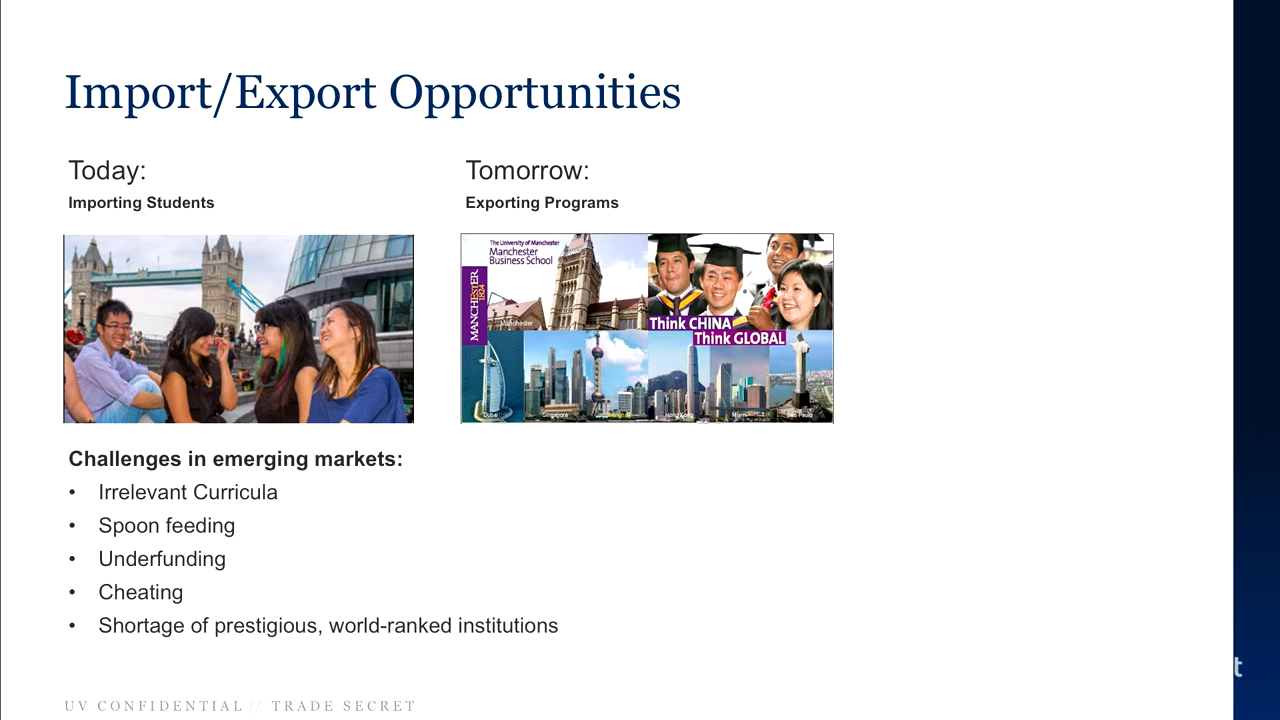 Import/Export Opportunities
Today:
Importing Students
Tomorrow:
Exporting Programs
The University of Manchester
Manchester
Business School
MANCHESTER
1824
Manchester
Think CHINA
Think GLOBAL
Dubai
Singapore
Shanghai
Hong Kong
Miami
Sao Paulo
Challenges in emerging markets:
• Irrelevant Curricula
• Spoon feeding
• Underfunding
• Cheating
• Shortage of prestigious, world-ranked institutions
t
UV CONFIDENTIAL // TRADE SECRET